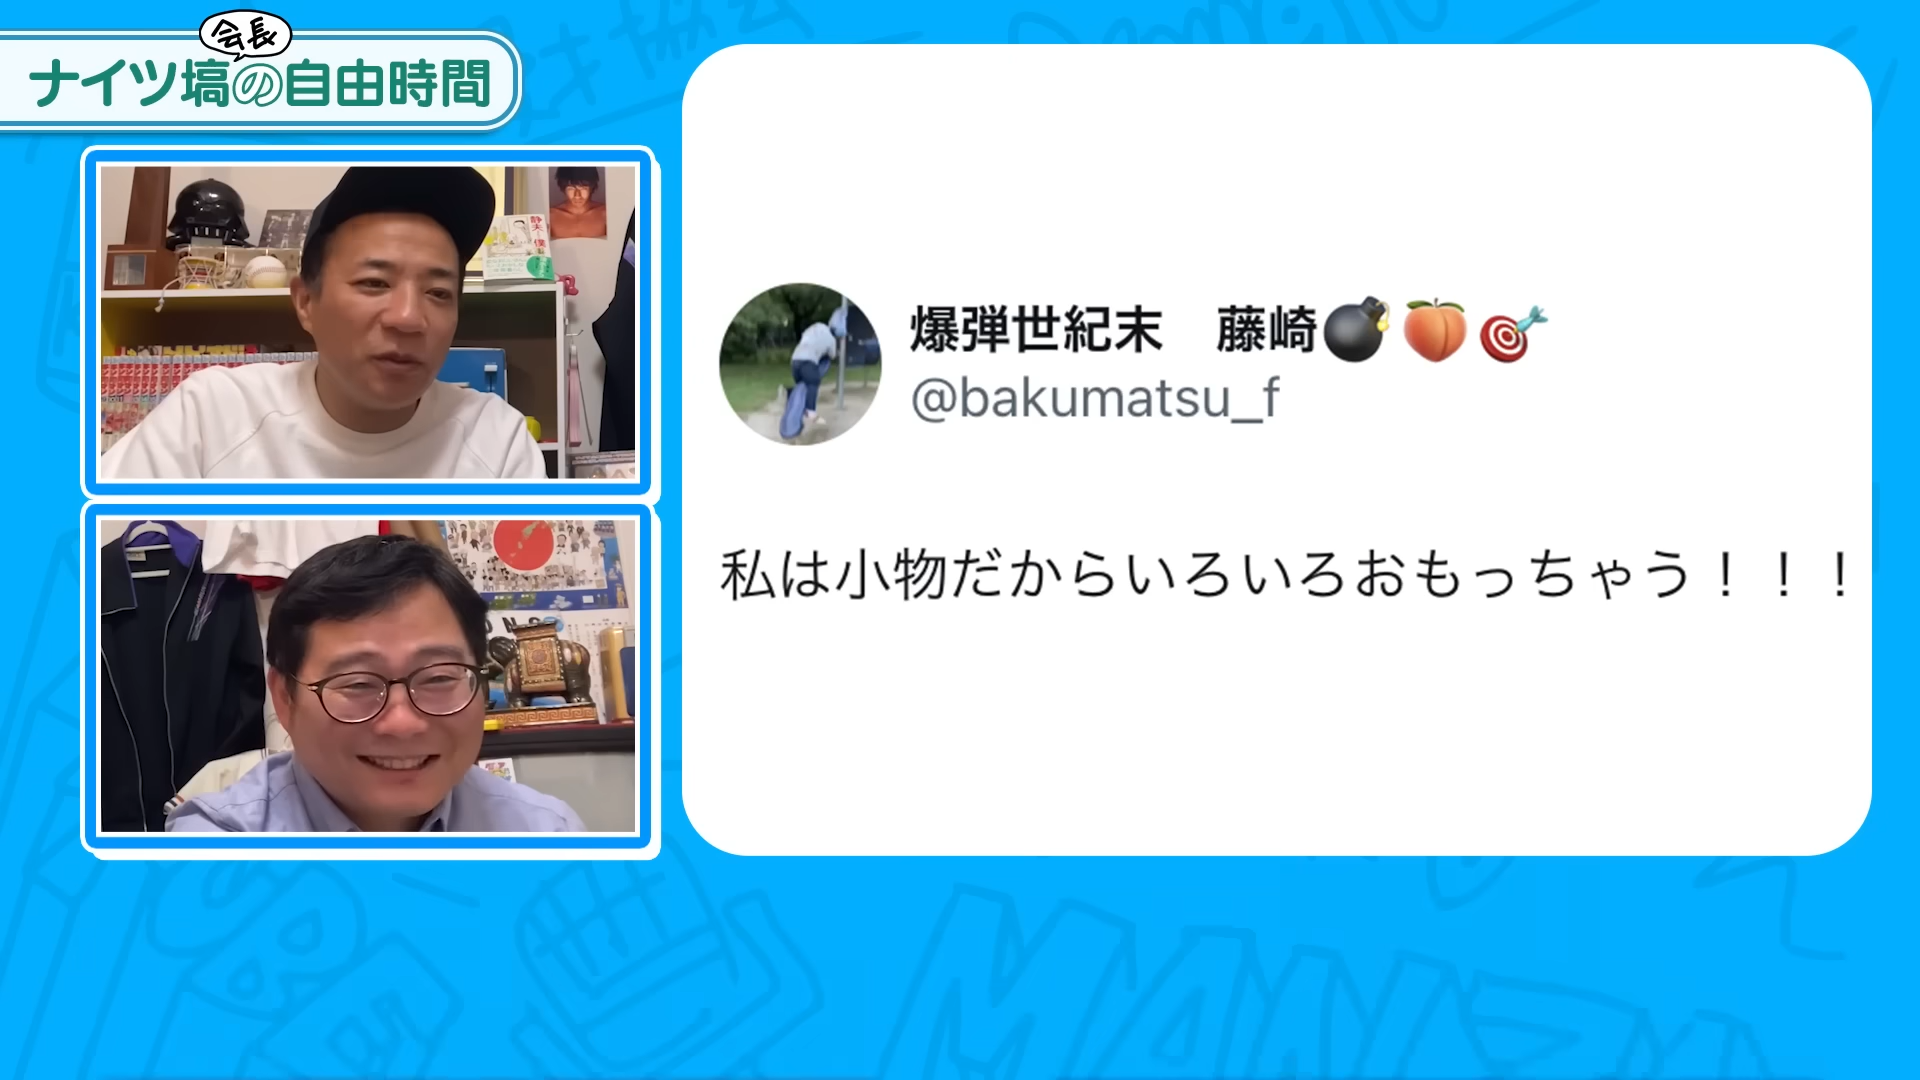 会長
ナイツ塙の自由時間
爆弾世紀末　藤崎💣🍑🎯
@bakumatsu_f
私は小物だからいろいろおもっちゃう！！！